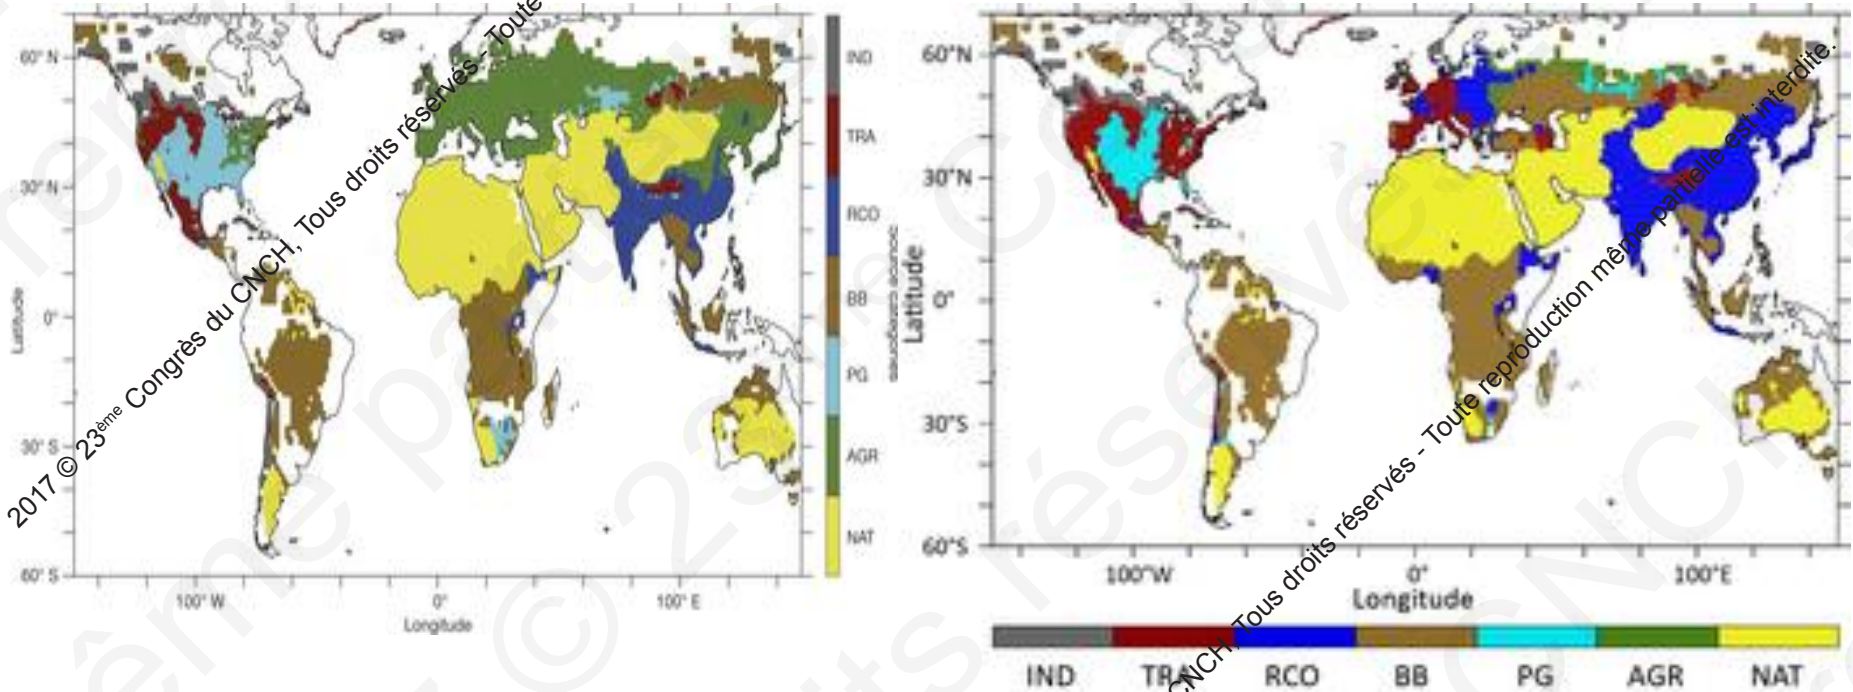 60° N
30° N
0°
30° S
60° S
Latitude
100° W
0°
100° E
Longitude
IND
TRA
RCO
BB
PG
AGR
NAT
source categories
2017 © 23ème Congrès du CNCH, Tous droits réservés - Toute
Latitude
60°N
30°N
0°
30°S
60°S
100°W
0°
100°E
Longitude
IND
TRA
RCO
BB
PG
AGR
NAT
CNCH, Tous droits réservés - Toute reproduction même partielle est interdite.